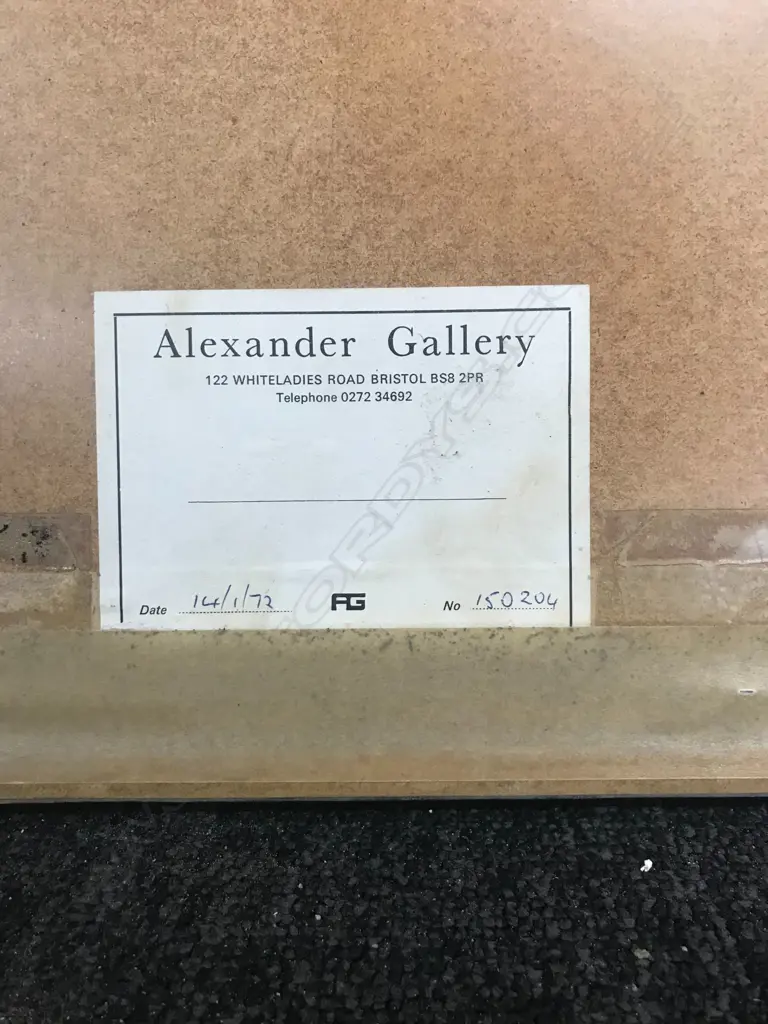 Alexander Gallery
122 WHITELADIES ROAD BRISTOL BS8 2PR
Telephone 0272 34692
Date 14/1/72 AG No 150204